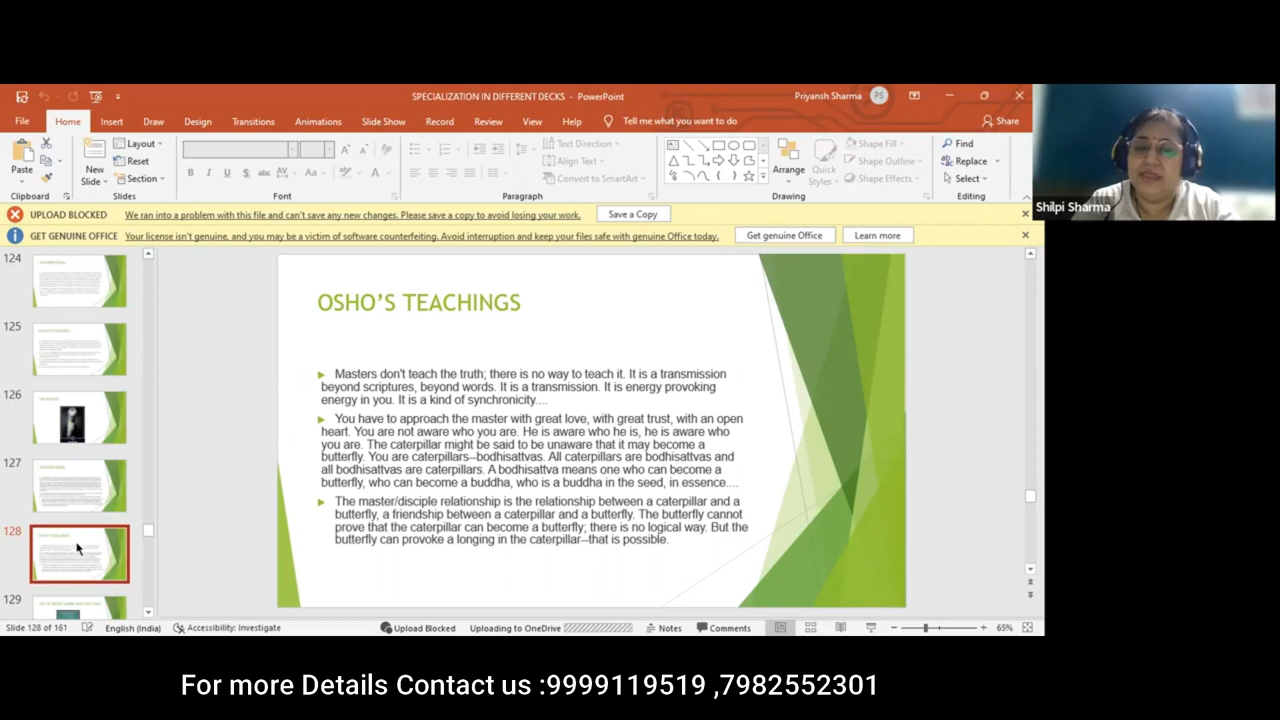 SPECIALIZATION IN DIFFERENT DECKS - PowerPoint
Priyansh Sharma
PS
File Home Insert Draw Design Transitions Animations Slide Show Record Review View Help Tell me what you want to do Share
Paste
Clipboard
New
Slide
Layout
Reset
Section
Slides
B I U S abc AV Aa A
Font
Text Direction
Align Text
Convert to SmartArt
Paragraph
Arrange
Quick
Styles
Shape Fill
Shape Outline
Shape Effects
Drawing
Find
Replace
Select
Editing
Shilpi Sharma
UPLOAD BLOCKED We ran into a problem with this file and can't save any new changes. Please save a copy to avoid losing your work. Save a Copy
GET GENUINE OFFICE Your license isn't genuine, and you may be a victim of software counterfeiting. Avoid interruption and keep your files safe with genuine Office today. Get genuine Office Learn more
124
125
126
127
128
129
OSHO'S TEACHINGS
Masters don't teach the truth; there is no way to teach it. It is a transmission
beyond scriptures, beyond words. It is a transmission. It is energy provoking
energy in you. It is a kind of synchronicity....
You have to approach the master with great love, with great trust, with an open
heart. You are not aware who you are. He is aware who he is, he is aware who
you are. The caterpillar might be said to be unaware that it may become a
butterfly. You are caterpillars--bodhisattvas. All caterpillars are bodhisattvas and
all bodhisattvas are caterpillars. A bodhisattva means one who can become a
butterfly, who can become a buddha, who is a buddha in the seed, in essence....
The master/disciple relationship is the relationship between a caterpillar and a
butterfly, a friendship between a caterpillar and a butterfly. The butterfly cannot
prove that the caterpillar can become a butterfly; there is no logical way. But the
butterfly can provoke a longing in the caterpillar--that is possible.
Slide 128 of 161 English (India) Accessibility: Investigate Upload Blocked Uploading to OneDrive Notes Comments 65%
For more Details Contact us :9999119519 ,7982552301